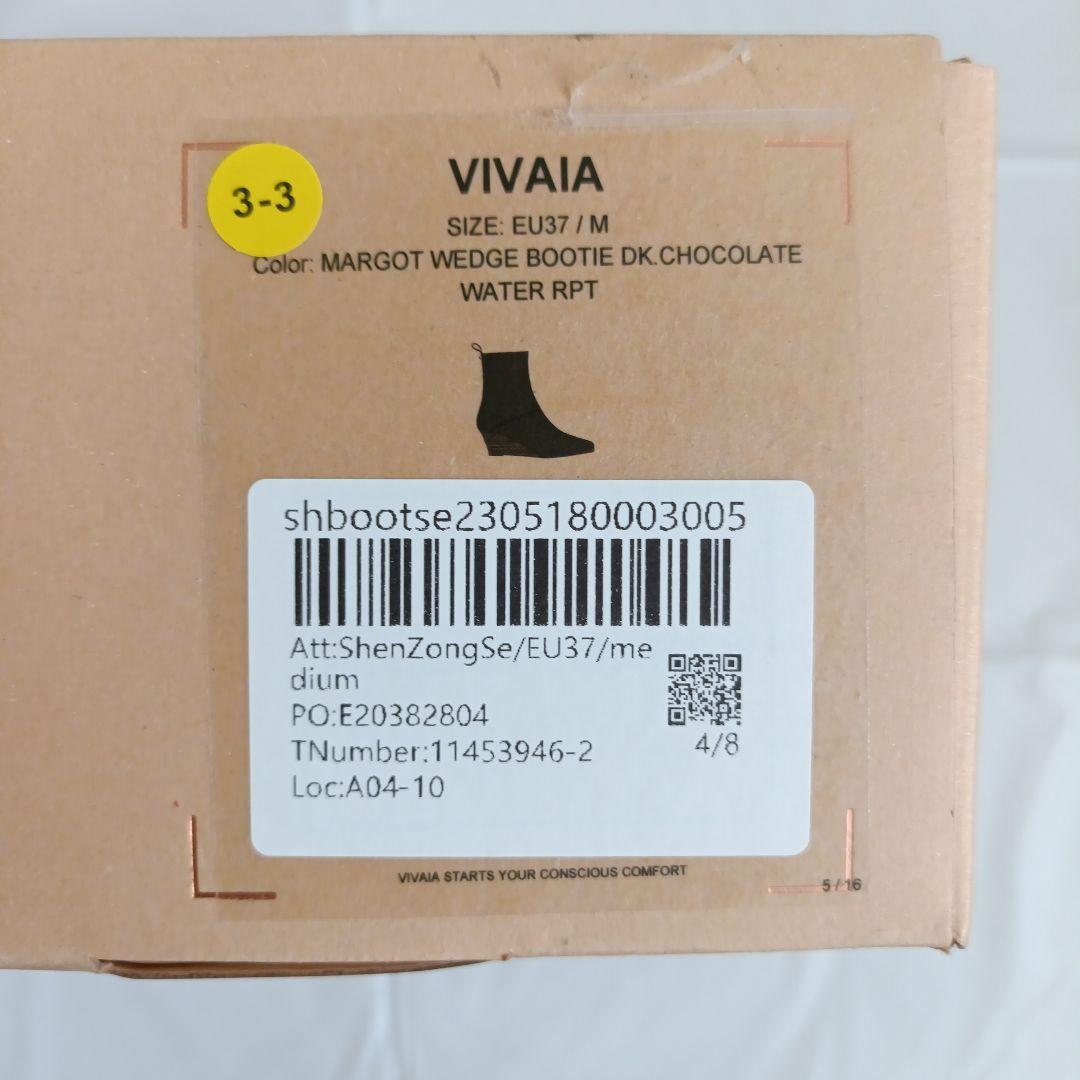 3-3
VIVAIA
SIZE: EU37 / M
Color: MARGOT WEDGE BOOTIE DK.CHOCOLATE
WATER RPT
shbootse2305180003005
Att:ShenZongSe/EU37/me
dium
PO:E20382804
TNumber:11453946-2
4/8
Loc:A04-10
VIVAIA STARTS YOUR CONSCIOUS COMFORT
5 / 16